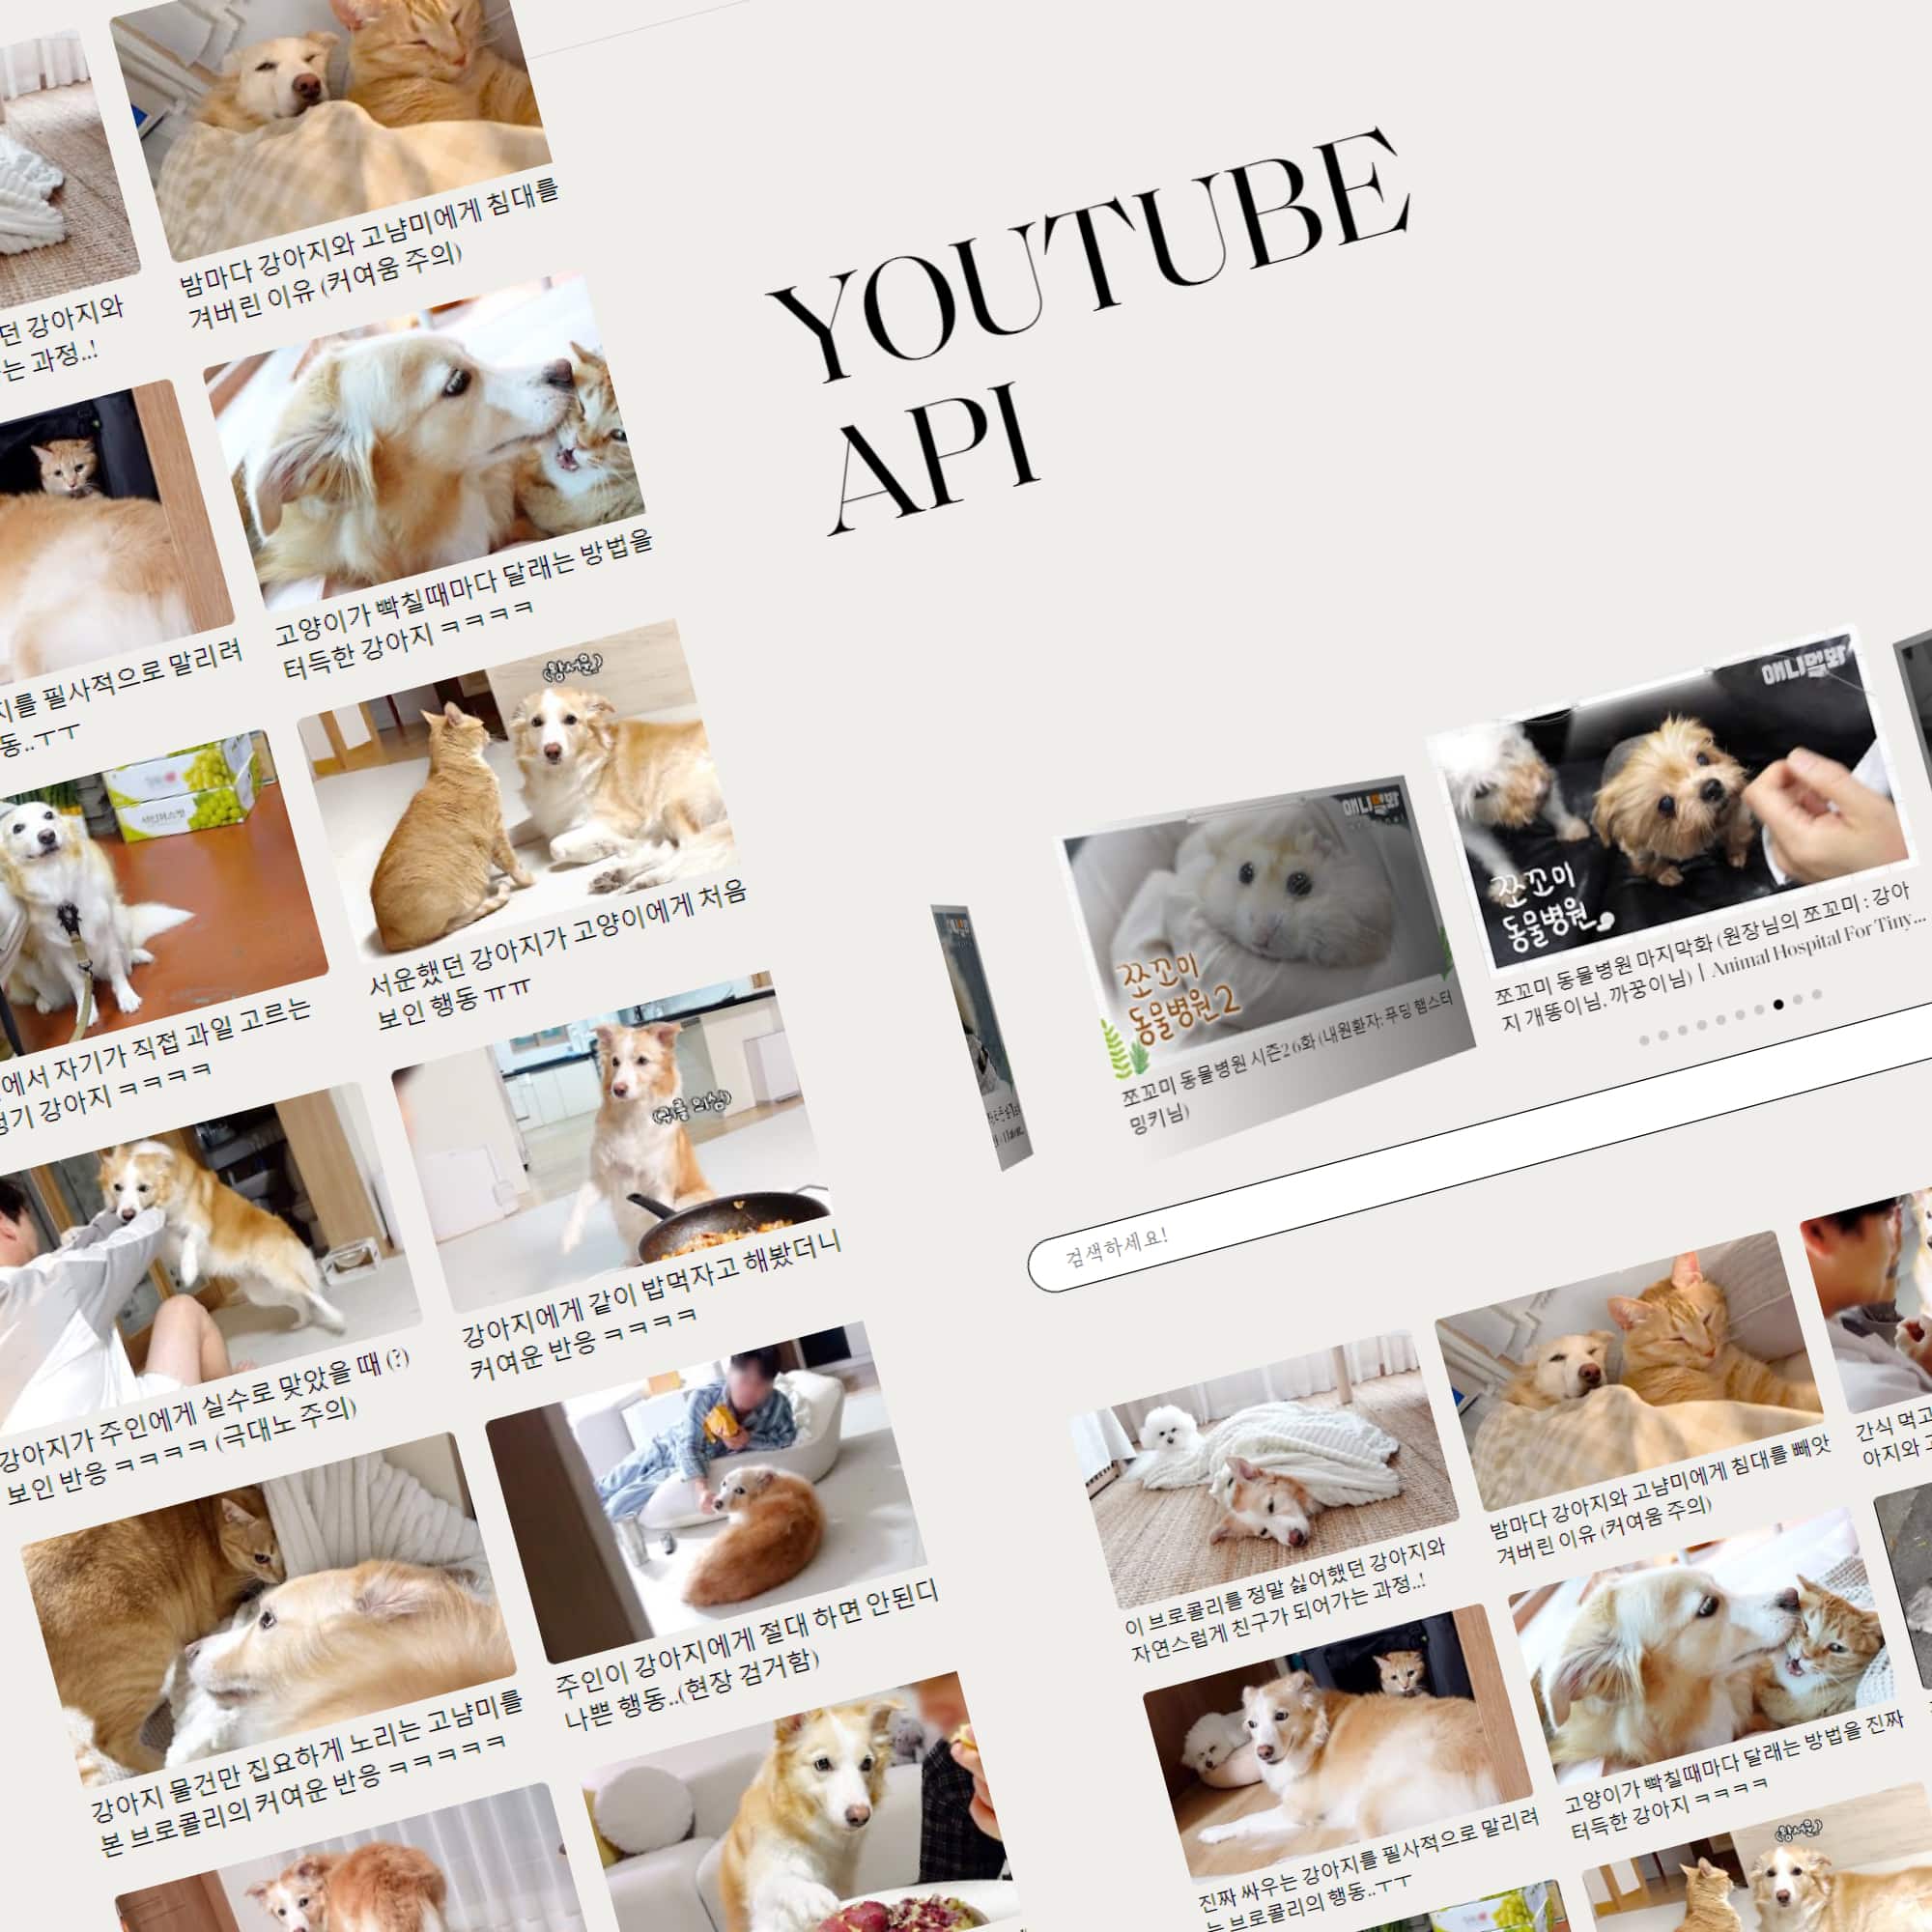 YOUTUBE
API
던 강아지와
는 과정..!
밤마다 강아지와 고냠미에게 침대를
겨버린 이유 (커여움 주의)
지를 필사적으로 말리려
동..ㅜㅜ
고양이가 빡칠때마다 달래는 방법을
터득한 강아지 ㅋㅋㅋㅋ
샤인머스켓
에서 자기가 직접 과일 고르는
강아지 ㅋㅋㅋㅋ
(왕서운)
서운했던 강아지가 고양이에게 처음
보인 행동 ㅠㅠ
강아지가 주인에게 실수로 맞았을 때 (?)
보인 반응 ㅋㅋㅋㅋ (극대노 주의)
강아지에게 같이 밥먹자고 해봤더니
커여운 반응 ㅋㅋㅋㅋ
강아지 물건만 집요하게 노리는 고냠미를
본 브로콜리의 커여운 반응 ㅋㅋㅋㅋㅋ
주인이 강아지에게 절대 하면 안된디
나쁜 행동..(현장 검거함)
애니멀봐
쪼꼬미
동물병원2
쪼꼬미 동물병원 시즌2 6화 (내원환자: 푸딩 햄스터
밍키님)
애니멀봐
쪼꼬미
동물병원
쪼꼬미 동물병원 마지막화 (원장님의 쪼꼬미 : 강아
지 개똥이님, 까꿍이님)ㅣAnimal Hospital For Tiny...
검색하세요!
이 브로콜리를 정말 싫어했던 강아지와
자연스럽게 친구가 되어가는 과정..!
밤마다 강아지와 고냠미에게 침대를 빼앗
겨버린 이유 (커여움 주의)
간식 먹고
아지와 고
진짜 싸우는 강아지를 필사적으로 말리려
는 브로콜리의 행동..ㅜㅜ
고양이가 빡칠때마다 달래는 방법을 진짜
터득한 강아지 ㅋㅋㅋㅋ
(왕서운)